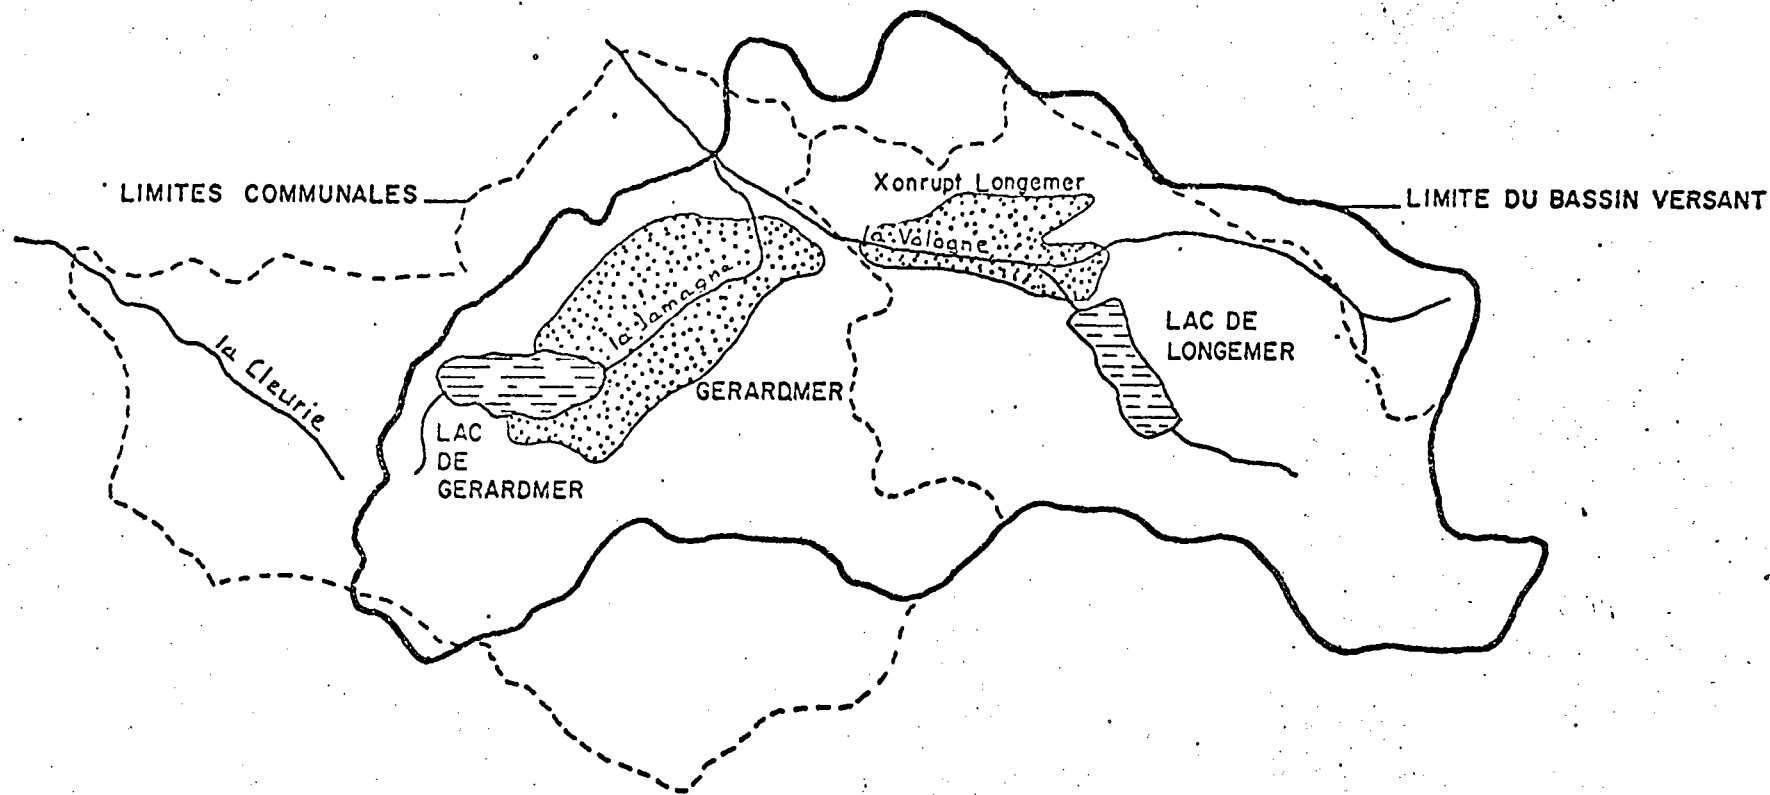 Xonrupt Longemer
LIMITES COMMUNALES
LIMITE DU BASSIN VERSANT
la Vologne
la Jamagne
la Cleurie
LAC DE
LONGEMER
GERARDMER
LAC
DE
GERARDMER